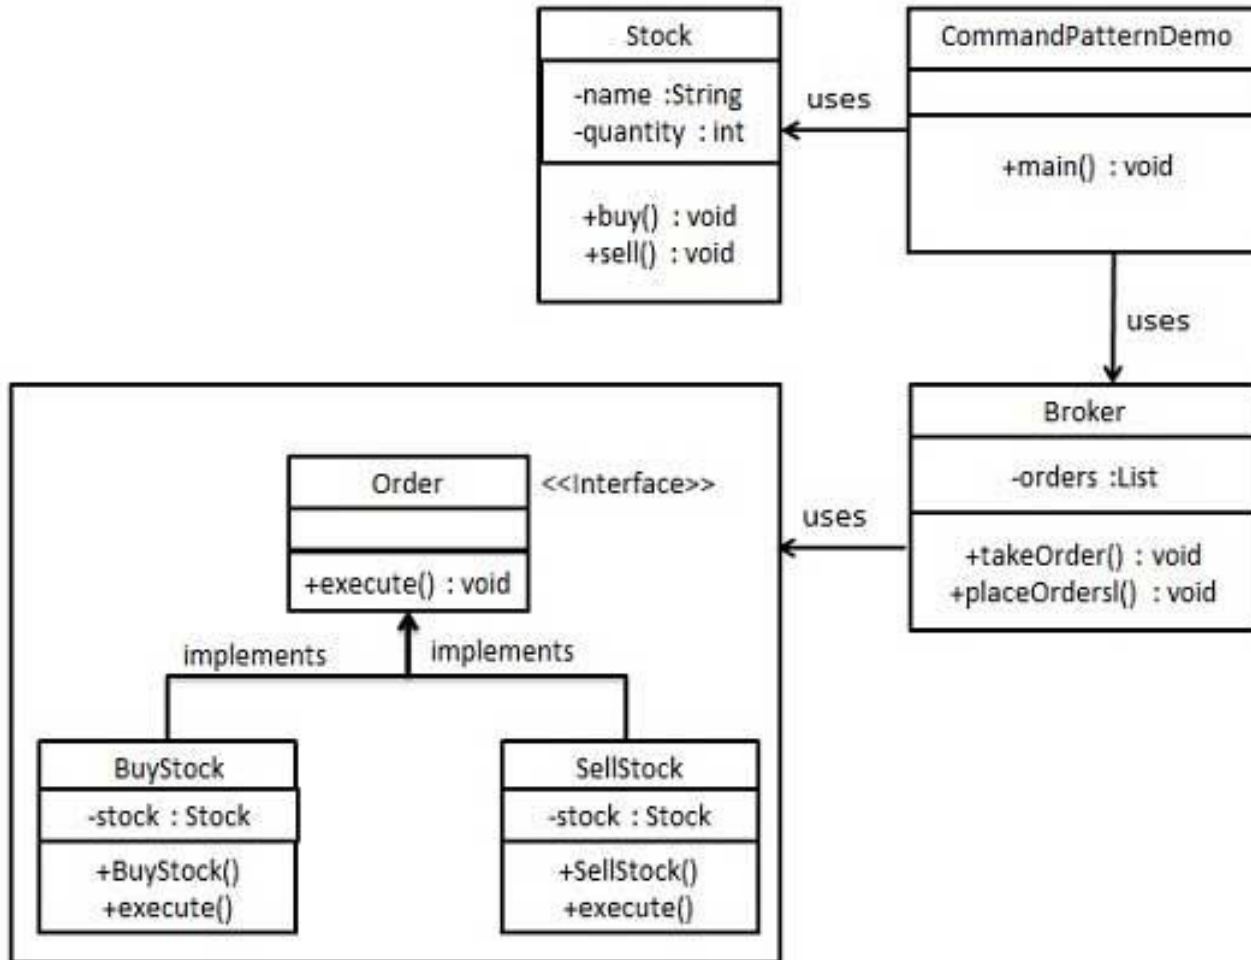 Stock
-name :String
-quantity : int
+buy() : void
+sell() : void
uses
CommandPatternDemo
+main() : void
uses
Broker
-orders :List
+takeOrder() : void
+placeOrdersl() : void
uses
Order
<<Interface>>
+execute() : void
implements
implements
BuyStock
-stock : Stock
+BuyStock()
+execute()
SellStock
-stock : Stock
+SellStock()
+execute()